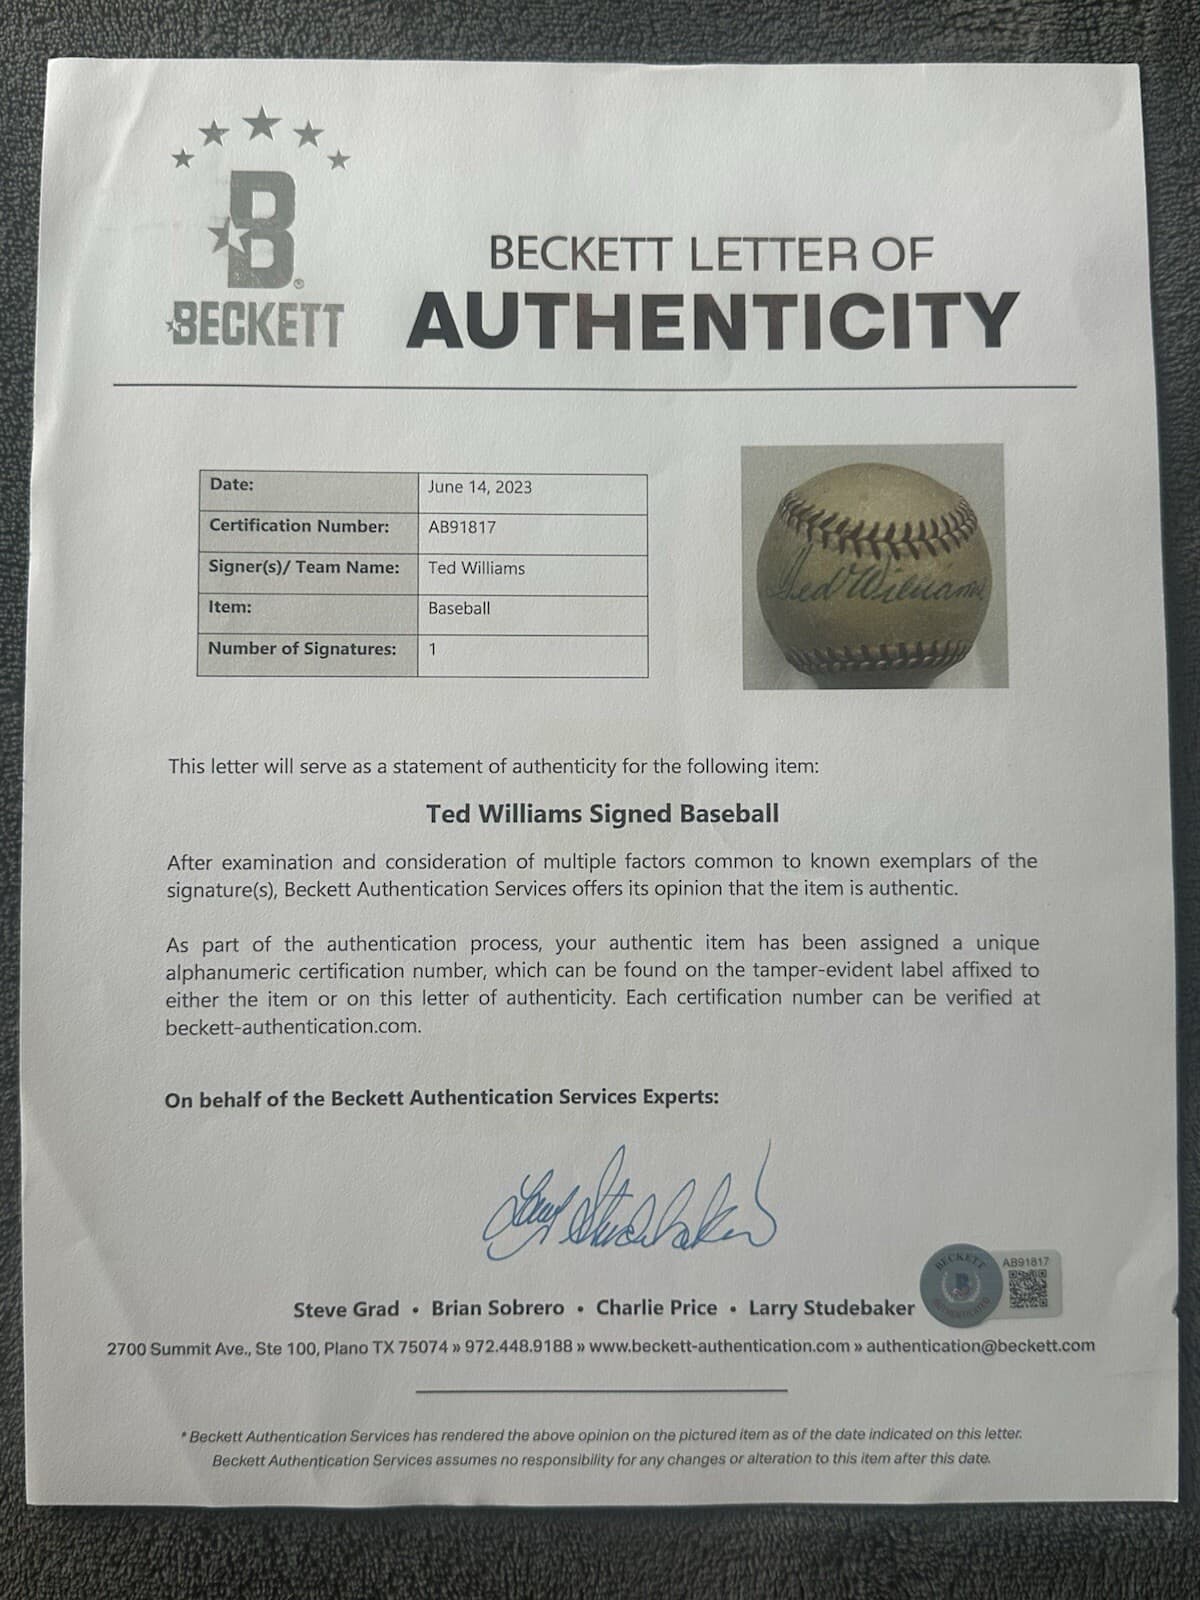 B
®
BECKETT
BECKETT LETTER OF
AUTHENTICITY
Date: June 14, 2023
Certification Number: AB91817
Signer(s)/ Team Name: Ted Williams
Item: Baseball
Number of Signatures: 1
Ted Williams
This letter will serve as a statement of authenticity for the following item:
Ted Williams Signed Baseball
After examination and consideration of multiple factors common to known exemplars of the
signature(s), Beckett Authentication Services offers its opinion that the item is authentic.
As part of the authentication process, your authentic item has been assigned a unique
alphanumeric certification number, which can be found on the tamper-evident label affixed to
either the item or on this letter of authenticity. Each certification number can be verified at
beckett-authentication.com.
On behalf of the Beckett Authentication Services Experts:
Larry Studebaker
BECKETT
B
AUTHENTICATED
AB91817
Steve Grad • Brian Sobrero • Charlie Price • Larry Studebaker
2700 Summit Ave., Ste 100, Plano TX 75074 » 972.448.9188 » www.beckett-authentication.com » authentication@beckett.com
* Beckett Authentication Services has rendered the above opinion on the pictured item as of the date indicated on this letter.
Beckett Authentication Services assumes no responsibility for any changes or alteration to this item after this date.